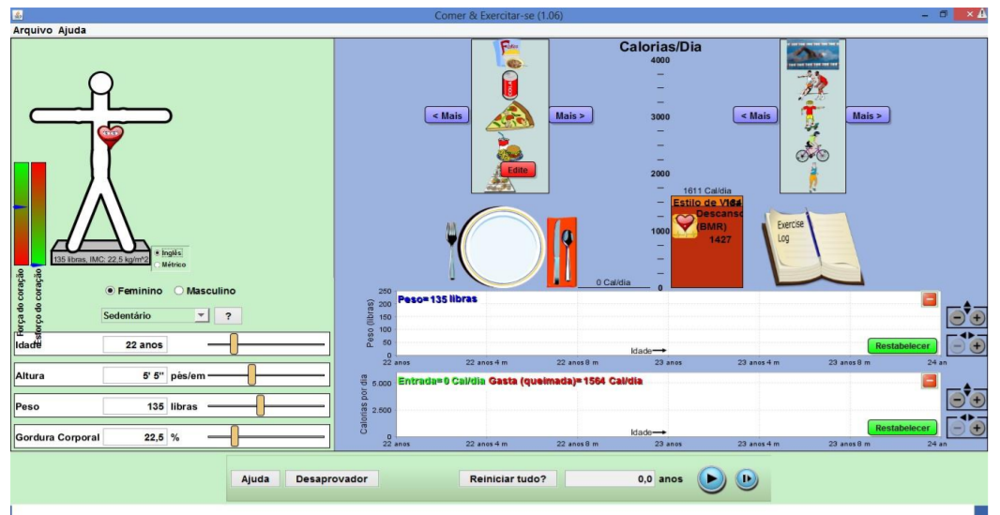 Comer & Exercitar-se (1.06)
Arquivo Ajuda
Calorias/Dia
4000
3000
2000
1000
0
< Mais
Mais >
COLA
Edite
< Mais
Mais >
1611 Cal/dia
Estilo de Vida
Descanso
(BMR)
1427
0 Cal/dia
Exercise
Log
135 libras, IMC: 22.5 kg/m^2
Inglês
Métrico
Força do coração
Esforço do coração
Feminino
Masculino
Sedentário
?
Idade
22 anos
Altura
5' 5" pés/em
Peso
135 libras
Gordura Corporal
22,5 %
Peso (libras)
250
200
150
100
50
0
Peso=135 libras
Idade
Restabelecer
22 anos 22 anos 4 m 22 anos 8 m 23 anos 23 anos 4 m 23 anos 8 m 24 an
Calorias por dia
5.000
2.500
0
Entrada=0 Cal/dia Gasta (queimada)=1564 Cal/dia
Idade
Restabelecer
22 anos 22 anos 4 m 22 anos 8 m 23 anos 23 anos 4 m 23 anos 8 m 24 an
Ajuda
Desaprovador
Reiniciar tudo?
0,0 anos